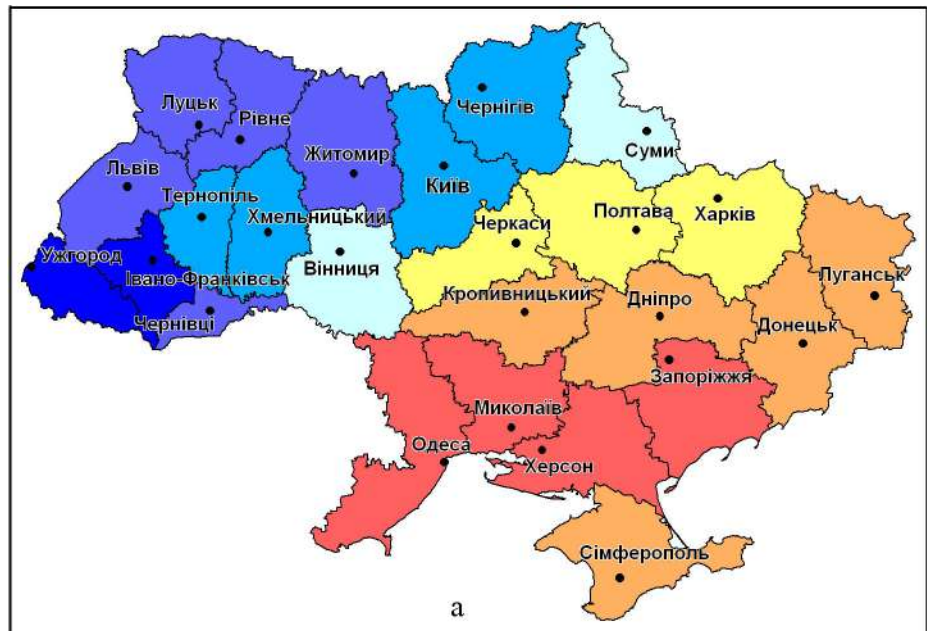 Чернігів
Луцьк
Рівне
Суми
Житомир
Львів
Київ
Тернопіль
Хмельницький
Черкаси
Полтава
Харків
Ужгород
Вінниця
Івано-Франківськ
Луганськ
Кропивницький
Дніпро
Чернівці
Донецьк
Запоріжжя
Миколаїв
Одеса
Херсон
Сімферополь
а